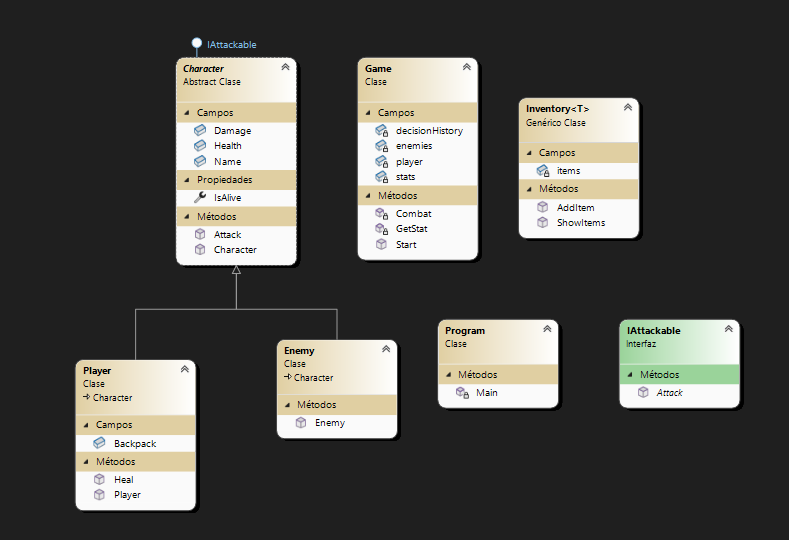 IAttackable
Character
Abstract Clase
Campos
Damage
Health
Name
Propiedades
IsAlive
Métodos
Attack
Character
Game
Clase
Campos
decisionHistory
enemies
player
stats
Métodos
Combat
GetStat
Start
Inventory<T>
Genérico Clase
Campos
items
Métodos
AddItem
ShowItems
Player
Clase
Character
Campos
Backpack
Métodos
Heal
Player
Enemy
Clase
Character
Métodos
Enemy
Program
Clase
Métodos
Main
IAttackable
Interfaz
Métodos
Attack